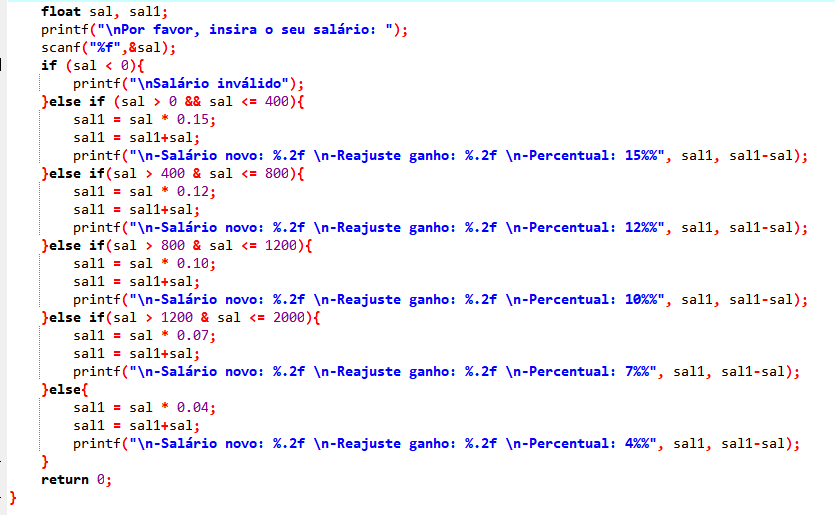 float sal, sal1;
printf("\nPor favor, insira o seu salário: ");
scanf("%f",&sal);
if (sal < 0){
printf("\nSalário inválido");
}else if (sal > 0 && sal <= 400){
sal1 = sal * 0.15;
sal1 = sal1+sal;
printf("\n-Salário novo: %.2f \n-Reajuste ganho: %.2f \n-Percentual: 15%%", sal1, sal1-sal);
}else if(sal > 400 & sal <= 800){
sal1 = sal * 0.12;
sal1 = sal1+sal;
printf("\n-Salário novo: %.2f \n-Reajuste ganho: %.2f \n-Percentual: 12%%", sal1, sal1-sal);
}else if(sal > 800 & sal <= 1200){
sal1 = sal * 0.10;
sal1 = sal1+sal;
printf("\n-Salário novo: %.2f \n-Reajuste ganho: %.2f \n-Percentual: 10%%", sal1, sal1-sal);
}else if(sal > 1200 & sal <= 2000){
sal1 = sal * 0.07;
sal1 = sal1+sal;
printf("\n-Salário novo: %.2f \n-Reajuste ganho: %.2f \n-Percentual: 7%%", sal1, sal1-sal);
}else{
sal1 = sal * 0.04;
sal1 = sal1+sal;
printf("\n-Salário novo: %.2f \n-Reajuste ganho: %.2f \n-Percentual: 4%%", sal1, sal1-sal);
}
return 0;
}